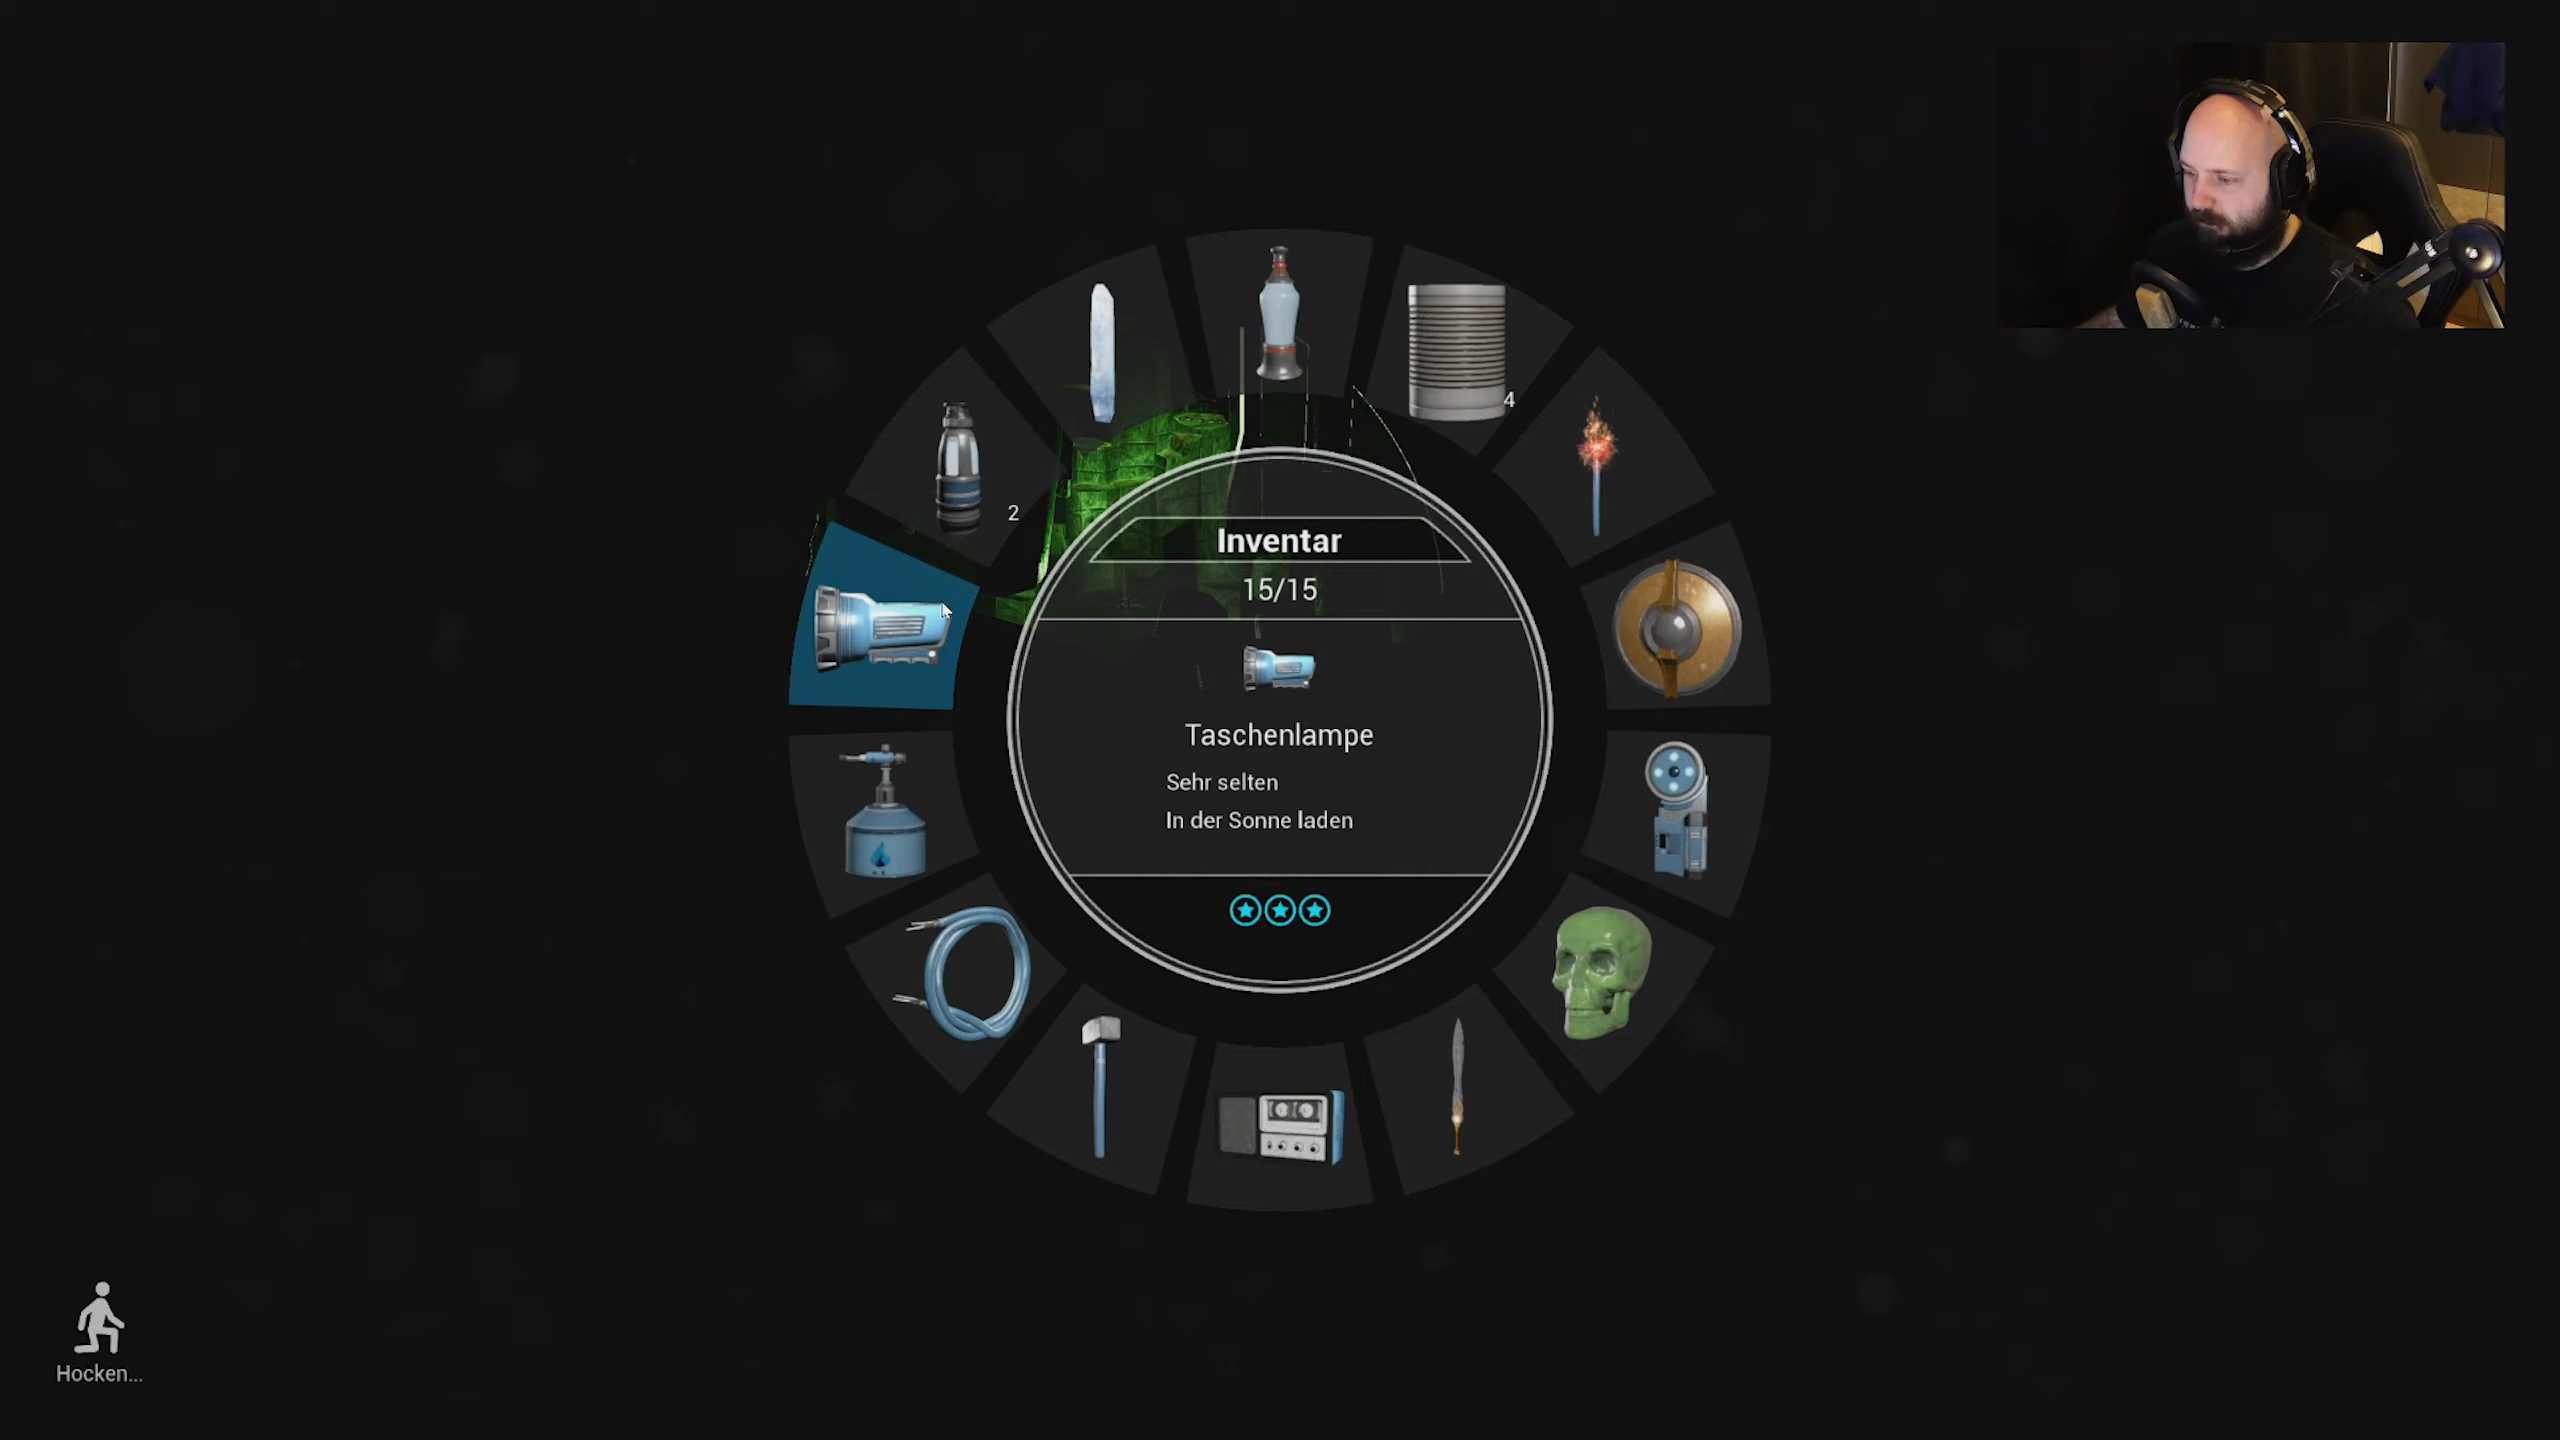 4
2
Inventar
15/15
Taschenlampe
Sehr selten
In der Sonne laden
Hocken...